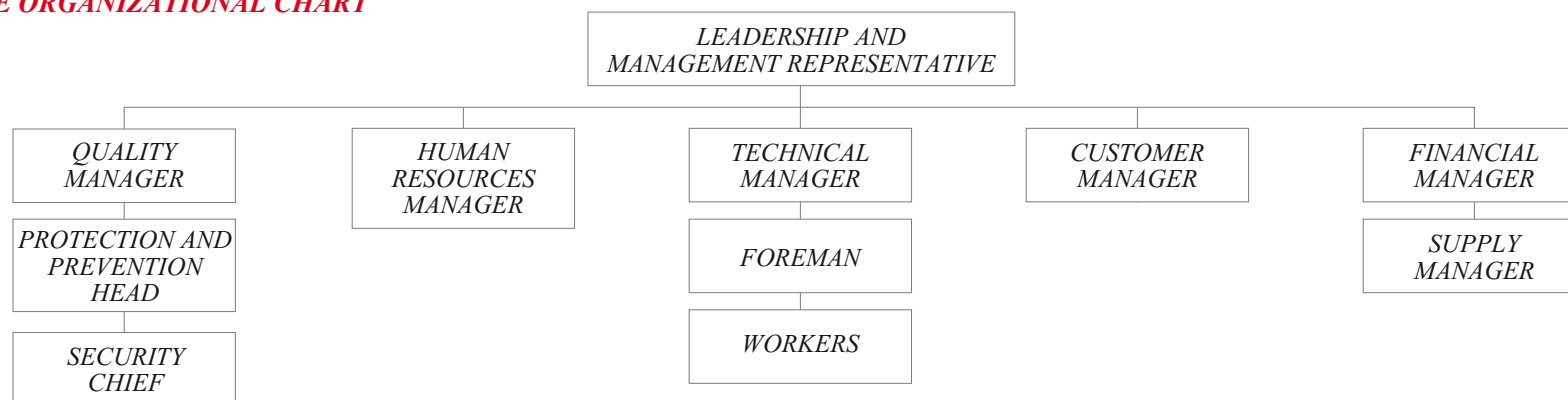 E ORGANIZATIONAL CHART
LEADERSHIP AND
MANAGEMENT REPRESENTATIVE
QUALITY
MANAGER
HUMAN
RESOURCES
MANAGER
TECHNICAL
MANAGER
CUSTOMER
MANAGER
FINANCIAL
MANAGER
PROTECTION AND
PREVENTION
HEAD
FOREMAN
SUPPLY
MANAGER
SECURITY
CHIEF
WORKERS